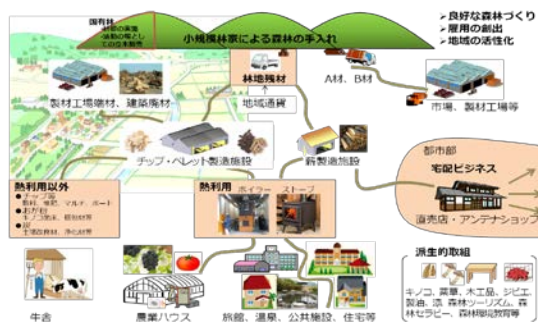 国有林
小規模林家による森林の手入れ
➢良好な森林づくり
➢雇用の創出
➢地域の活性化
林地残材
A材、B材
製材工場端材、建築廃材
地域通貨
市場、製材工場等
チップ・ペレット製造施設
薪製造施設
都市部
宅配ビジネス
直売店・アンテナショップ
熱利用以外
●チップ等
熱利用
ボイラー ストーブ
派生的取組
キノコ、薬草、木工品、ジビエ、
製油、漆、森林ツーリズム、森
林セラピー、森林環境教育等
牛舎
農業ハウス
旅館、温泉、公共施設、住宅等